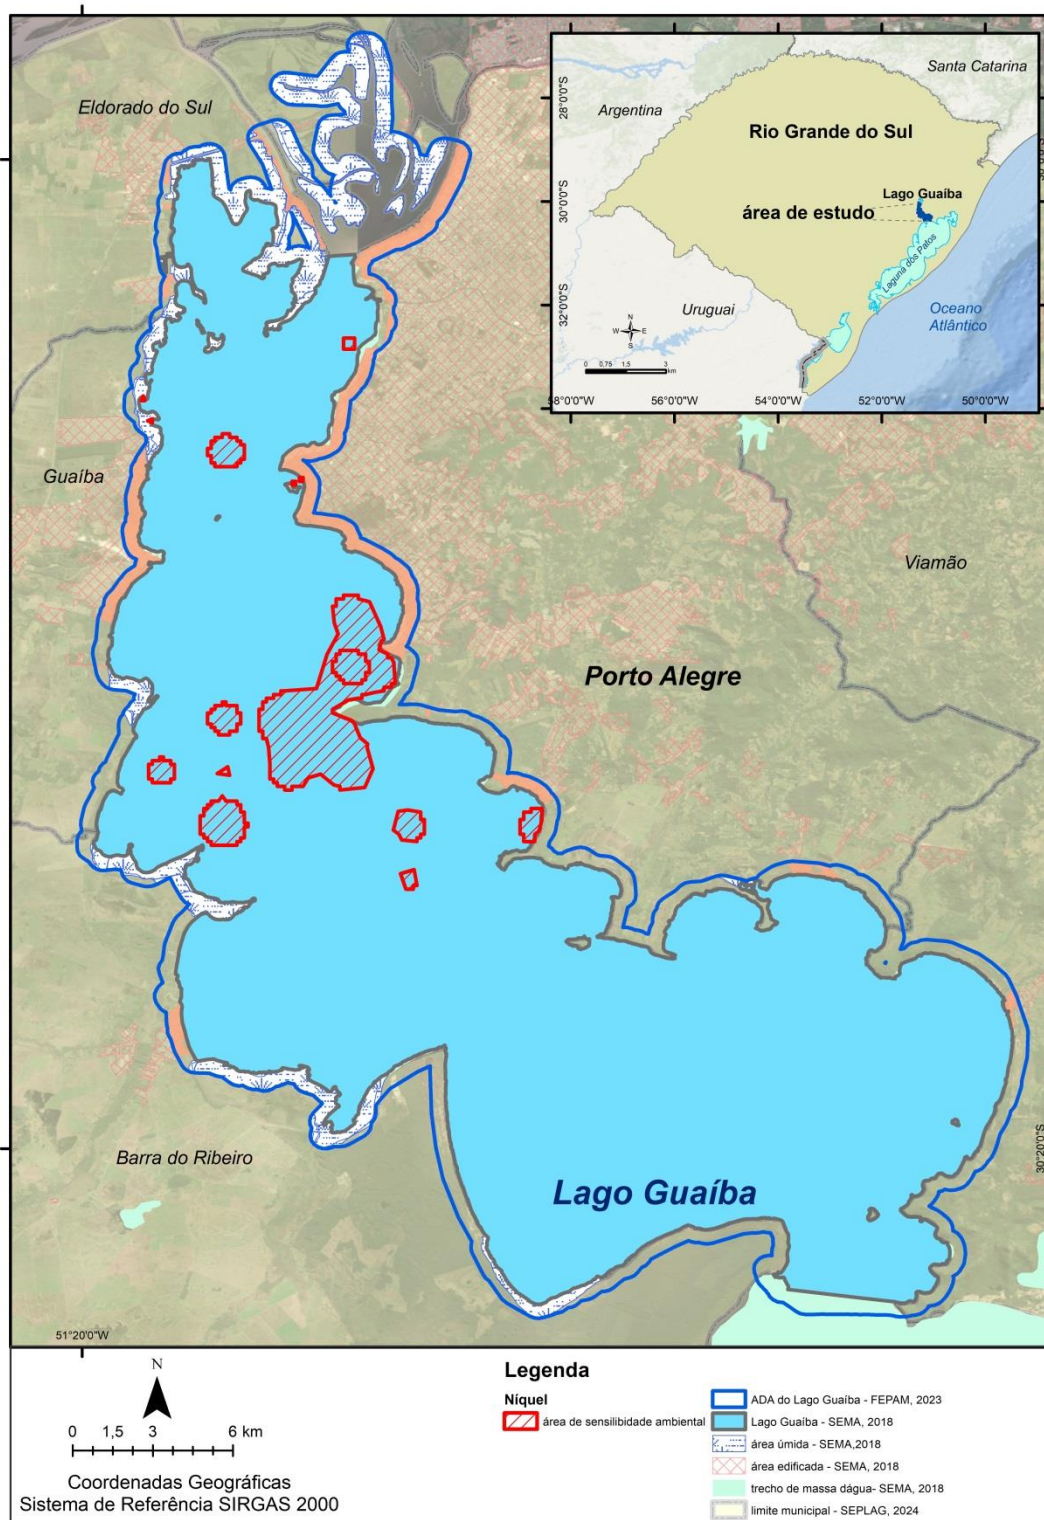 Eldorado do Sul
Santa Catarina
Argentina
Rio Grande do Sul
Lago Guaíba
área de estudo
Laguna dos Patos
Uruguai
Oceano
Atlântico
N
W E
S
0 0,75 1,5 3
km
28°0'0"S
30°0'0"S
32°0'0"S
58°0'0"W 56°0'0"W 54°0'0"W 52°0'0"W 50°0'0"W
Guaíba
Viamão
Porto Alegre
Barra do Ribeiro
Lago Guaíba
30°20'0"S
51°20'0"W
N
0 1,5 3 6 km
Coordenadas Geográficas
Sistema de Referência SIRGAS 2000
Legenda
Níquel
área de sensilibidade ambiental
ADA do Lago Guaíba - FEPAM, 2023
Lago Guaíba - SEMA, 2018
área úmida - SEMA,2018
área edificada - SEMA, 2018
trecho de massa dágua- SEMA, 2018
limite municipal - SEPLAG, 2024